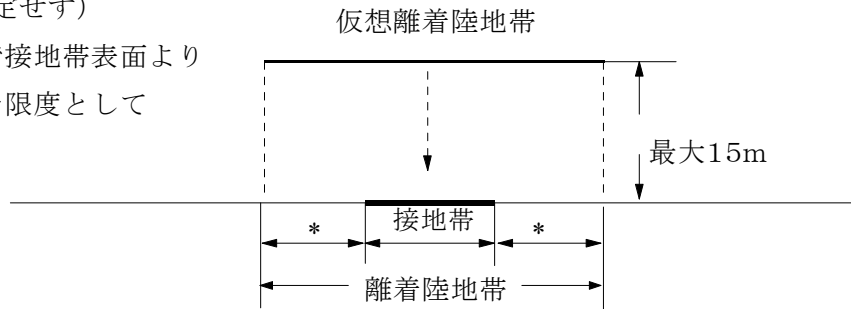 定せず)
仮想離着陸地帯
接地帯表面より
限度として
最大15m
*
接地帯
*
離着陸地帯